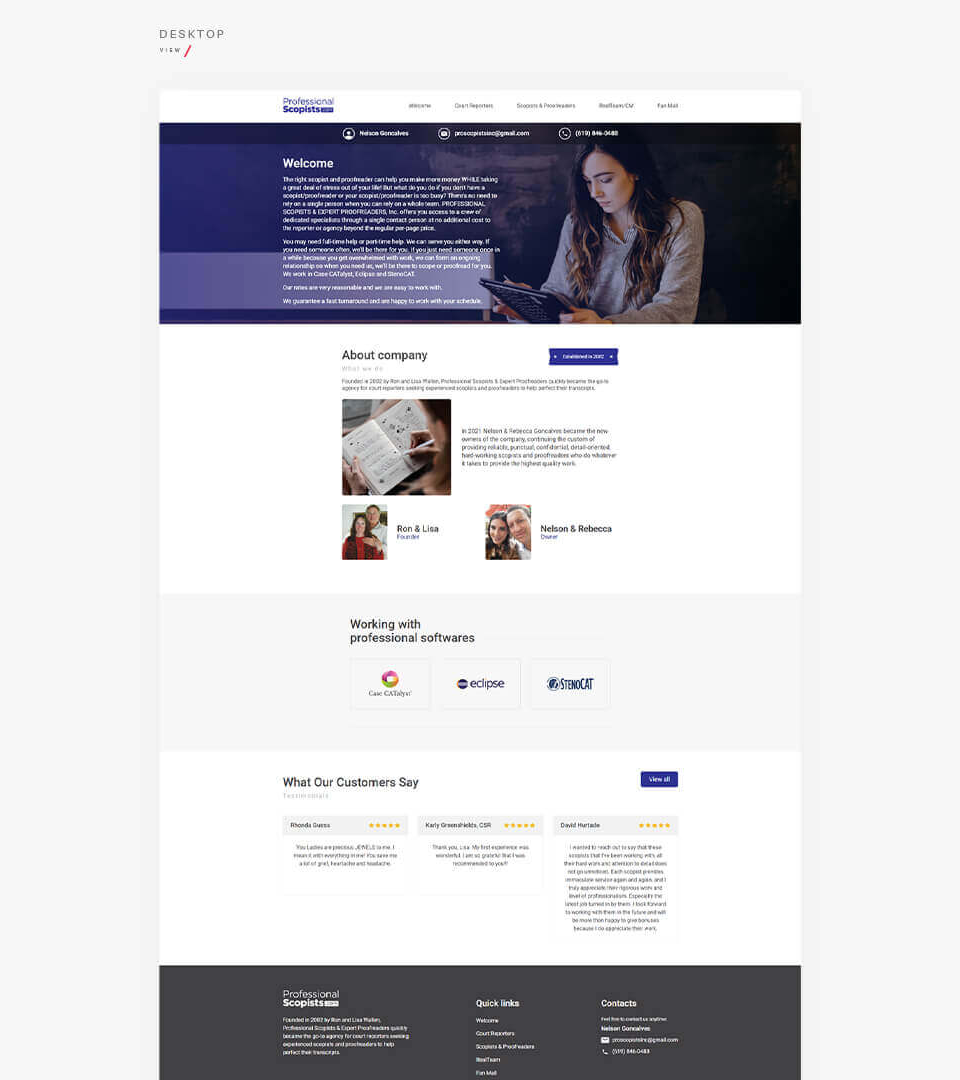 DESKTOP
VIEW
Professional
Scopists.com
Welcome Court Reporters Scopists & Proofreaders RealTeam/CM Fan Mail
Nelson Goncalves proscopistsinc@gmail.com (619) 846-0483
Welcome
The right scopist and proofreader can help you make more money WHILE taking
a great deal of stress out of your life! But what do you do if you don't have a
scopist/proofreader or your scopist/proofreader is too busy? There's no need to
rely on a single person when you can rely on a whole team. PROFESSIONAL
SCOPISTS & EXPERT PROOFREADERS, Inc. offers you access to a crew of
dedicated specialists through a single contact person at no additional cost to
the reporter or agency beyond the regular per-page price.
You may need full-time help or part-time help. We can serve you either way. If
you need someone often, we'll be there for you. If you just need someone once in
a while because you get overwhelmed with work, we can form an ongoing
relationship so when you need us, we'll be there to scope or proofread for you.
We work in Case CATalyst, Eclipse and StenoCAT.
Our rates are very reasonable and we are easy to work with.
We guarantee a fast turnaround and are happy to work with your schedule.
About company
Established in 2002
What we do
Founded in 2002 by Ron and Lisa Wallen, Professional Scopists & Expert Proofreaders quickly became the go-to
agency for court reporters seeking experienced scopists and proofreaders to help perfect their transcripts.
In 2021 Nelson & Rebecca Goncalves became the new
owners of the company, continuing the custom of
providing reliable, punctual, confidential, detail-oriented,
hard-working scopists and proofreaders who do whatever
it takes to provide the highest quality work.
Ron & Lisa
Founder
Nelson & Rebecca
Owner
Working with
professional softwares
Case CATalyst
eclipse
STENOCAT
What Our Customers Say
View all
Testimonials
Rhonda Guess
You Ladies are precious JEWELS to me. I
mean it with everything in me! You save me
a lot of grief, heartache and headache.
Karly Greenshields, CSR
Thank you, Lisa. My first experience was
wonderful. I am so grateful that I was
recommended to you!!!
David Hurtado
I wanted to reach out to say that these
scopists that I've been working with, all
their hard work and attention to detail does
not go unnoticed. Each scopist provides
immaculate service again and again, and I
truly appreciate their rigorous work and
level of professionalism. Especially the
latest job turned in by them. I look forward
to working with them in the future and will
be more than happy to give bonuses
because I do appreciate their work.
Professional
Scopists.com
Founded in 2002 by Ron and Lisa Wallen,
Professional Scopists & Expert Proofreaders quickly
became the go-to agency for court reporters seeking
experienced scopists and proofreaders to help
perfect their transcripts.
Quick links
Welcome
Court Reporters
Scopists & Proofreaders
RealTeam
Fan Mail
Contacts
Feel free to contact us anytime.
Nelson Goncalves
proscopistsinc@gmail.com
(619) 846-0483